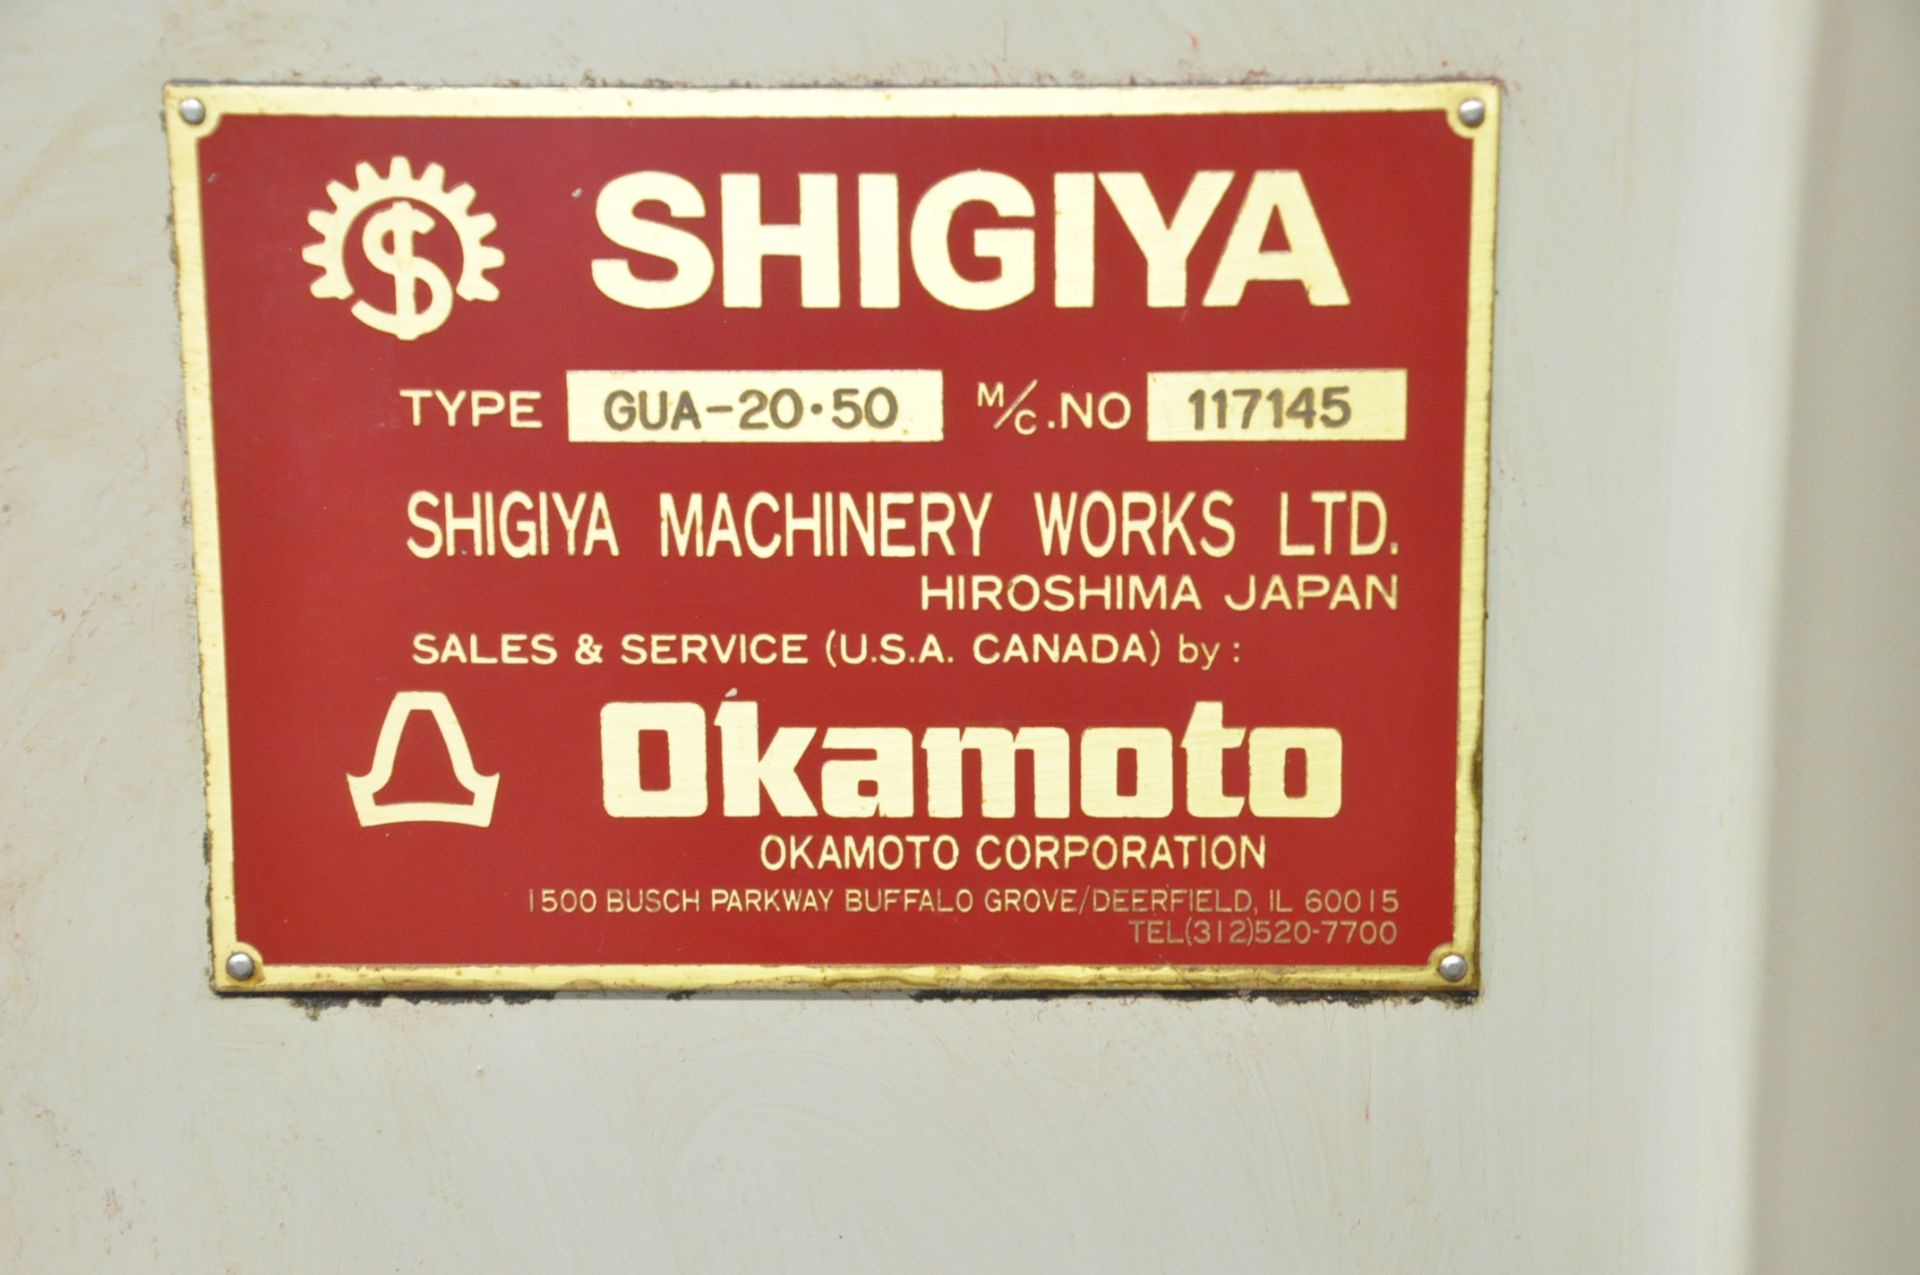 SHIGIYA
TYPE GUA-20·50 M/C.NO 117145
SHIGIYA MACHINERY WORKS LTD.
HIROSHIMA JAPAN
SALES & SERVICE (U.S.A. CANADA) by:
Okamoto
OKAMOTO CORPORATION
1500 BUSCH PARKWAY BUFFALO GROVE/DEERFIELD, IL 60015
TEL(312)520-7700